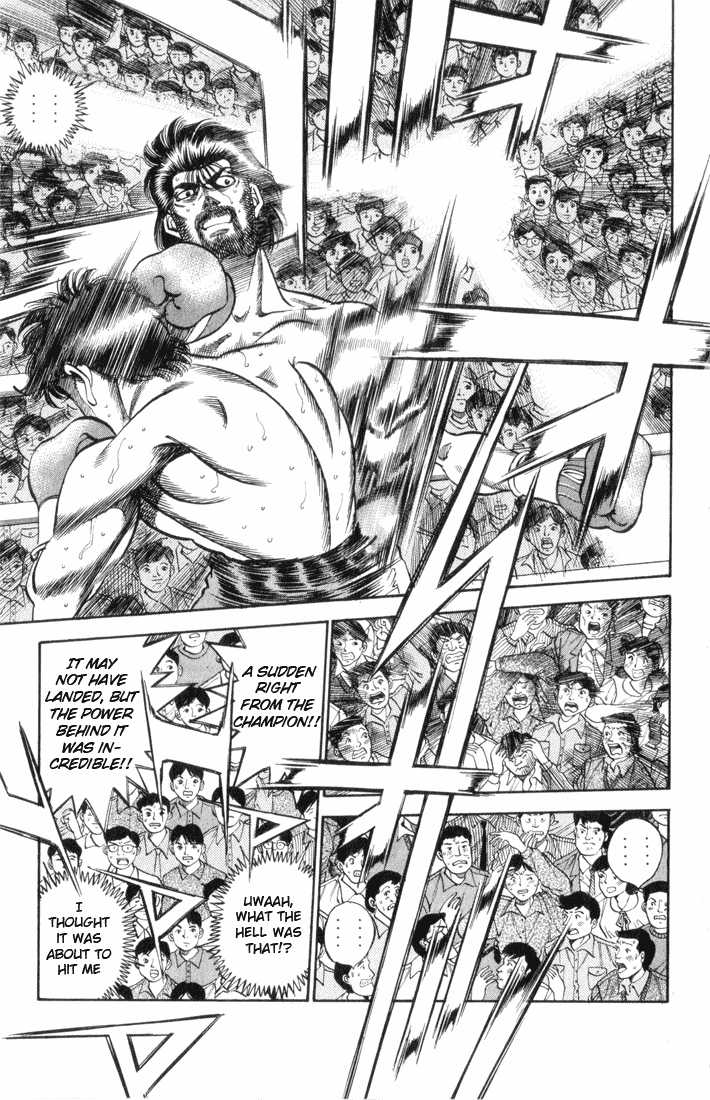 A SUDDEN
RIGHT
FROM THE
CHAMPION!!
IT MAY
NOT HAVE
LANDED, BUT
THE POWER
BEHIND IT
WAS IN-
CREDIBLE!!
UWAAH,
WHAT THE
HELL WAS
THAT!?
I
THOUGHT
IT WAS
ABOUT TO
HIT ME